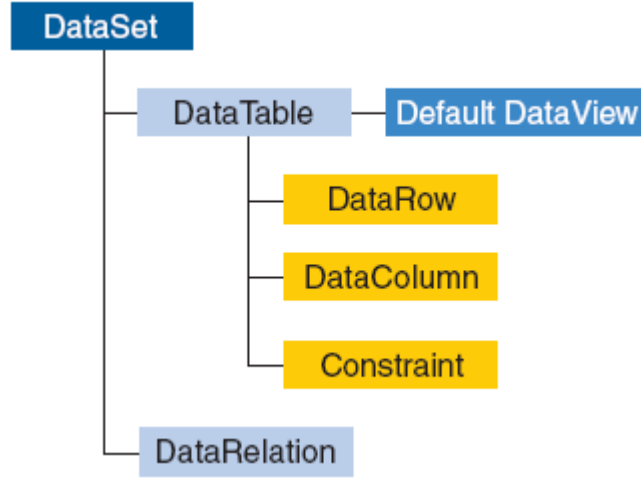 DataSet
DataTable
Default DataView
DataRow
DataColumn
Constraint
DataRelation